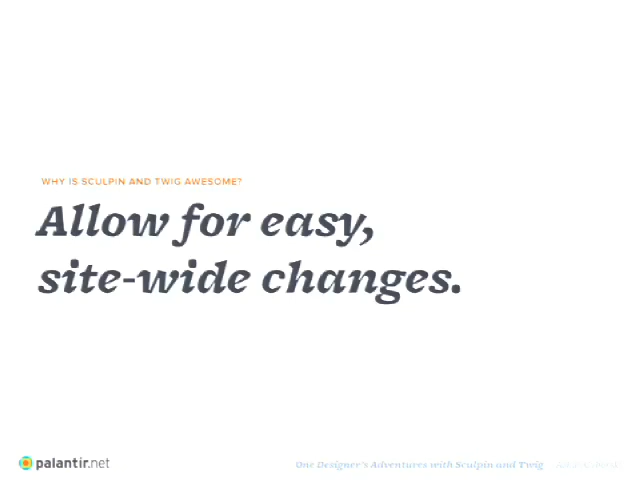 WHY IS SCULPIN AND TWIG AWESOME?
Allow for easy,
site-wide changes.
palantir.net
One Designer's Adventures with Sculpin and Twig